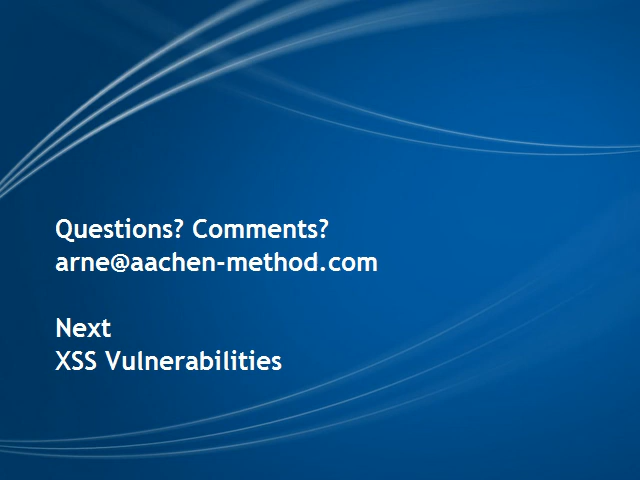 Questions? Comments?
arne@aachen-method.com
Next
XSS Vulnerabilities